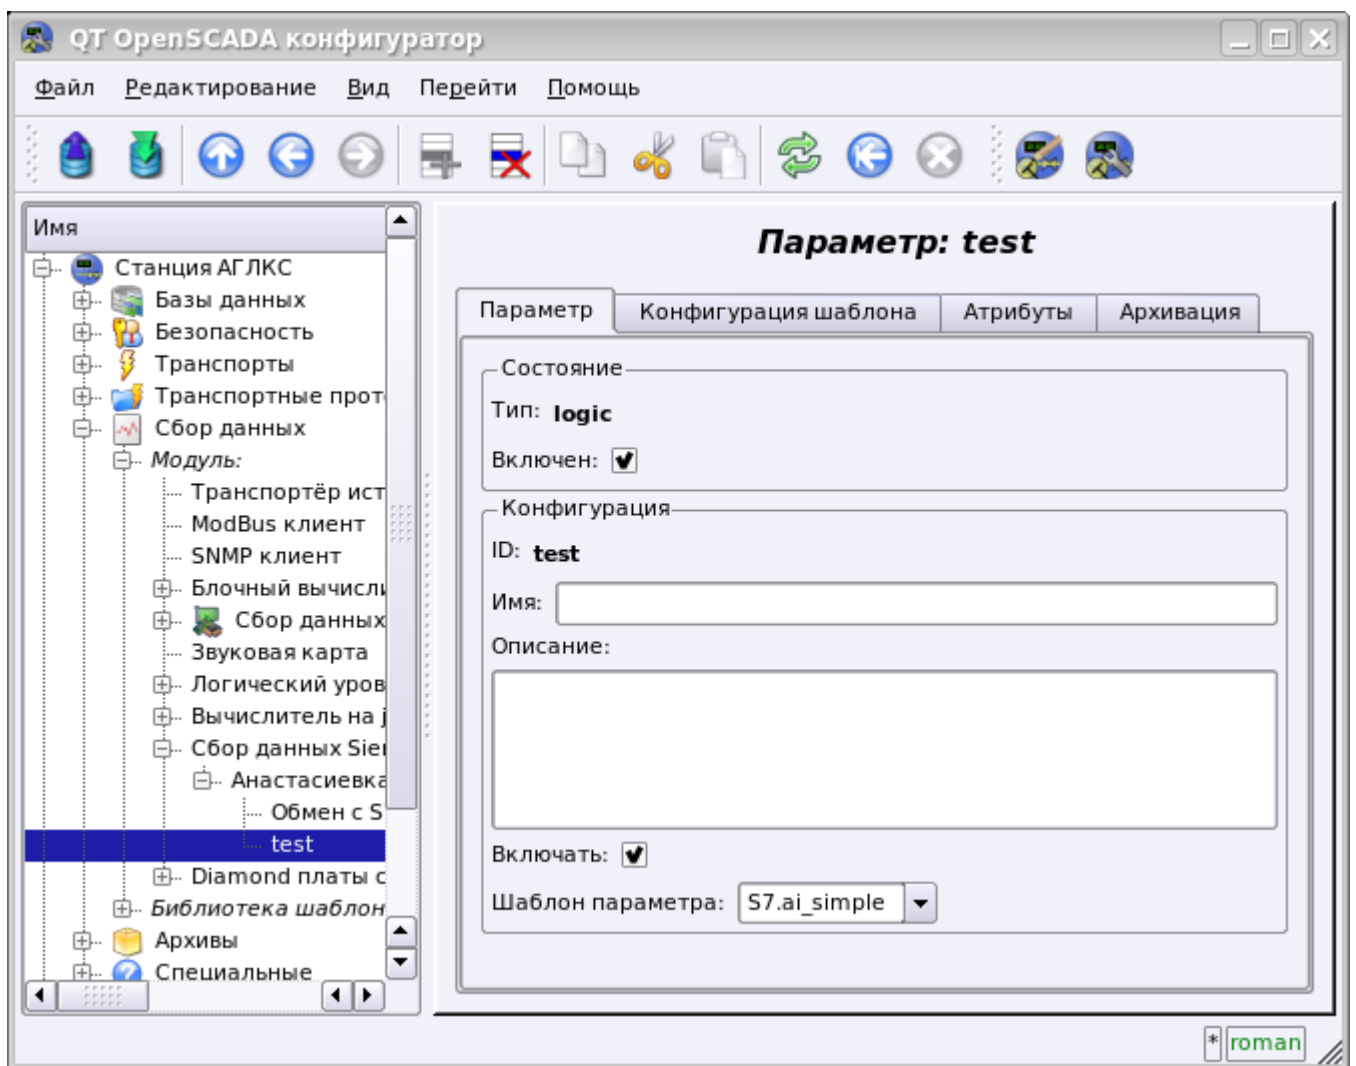 QT OpenSCADA конфигуратор
Файл Редактирование Вид Перейти Помощь
Имя
Станция АГЛКС
Базы данных
Безопасность
Транспорты
Транспортные прот
Сбор данных
Модуль:
Транспортёр ист
ModBus клиент
SNMP клиент
Блочный вычисли
Сбор данных
Звуковая карта
Логический уров
Вычислитель на j
Сбор данных Sie
Анастасиевка
Обмен с S
test
Diamond платы с
Библиотека шаблон
Архивы
Специальные
Параметр: test
Параметр Конфигурация шаблона Атрибуты Архивация
Состояние
Тип: logic
Включен:
Конфигурация
ID: test
Имя:
Описание:
Включать:
Шаблон параметра: S7.ai_simple
* roman